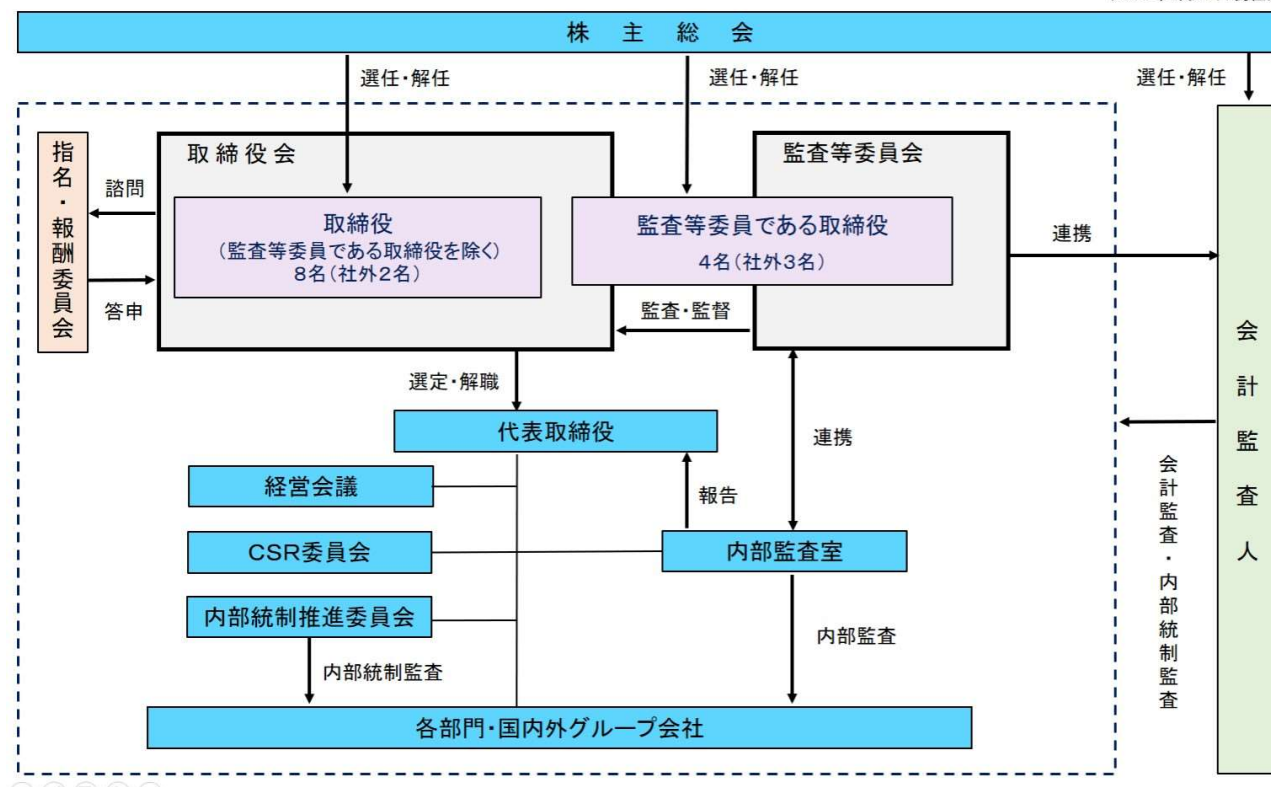 株主総会
選任・解任
選任・解任
選任・解任
指名・報酬委員会
諮問
答申
取締役会
取締役
(監査等委員である取締役を除く)
8名(社外2名)
監査等委員会
監査等委員である取締役
4名(社外3名)
連携
監査・監督
選定・解職
代表取締役
連携
経営会議
報告
CSR委員会
内部監査室
内部統制推進委員会
内部統制監査
内部監査
各部門・国内外グループ会社
会計監査・内部統制監査
会計監査人